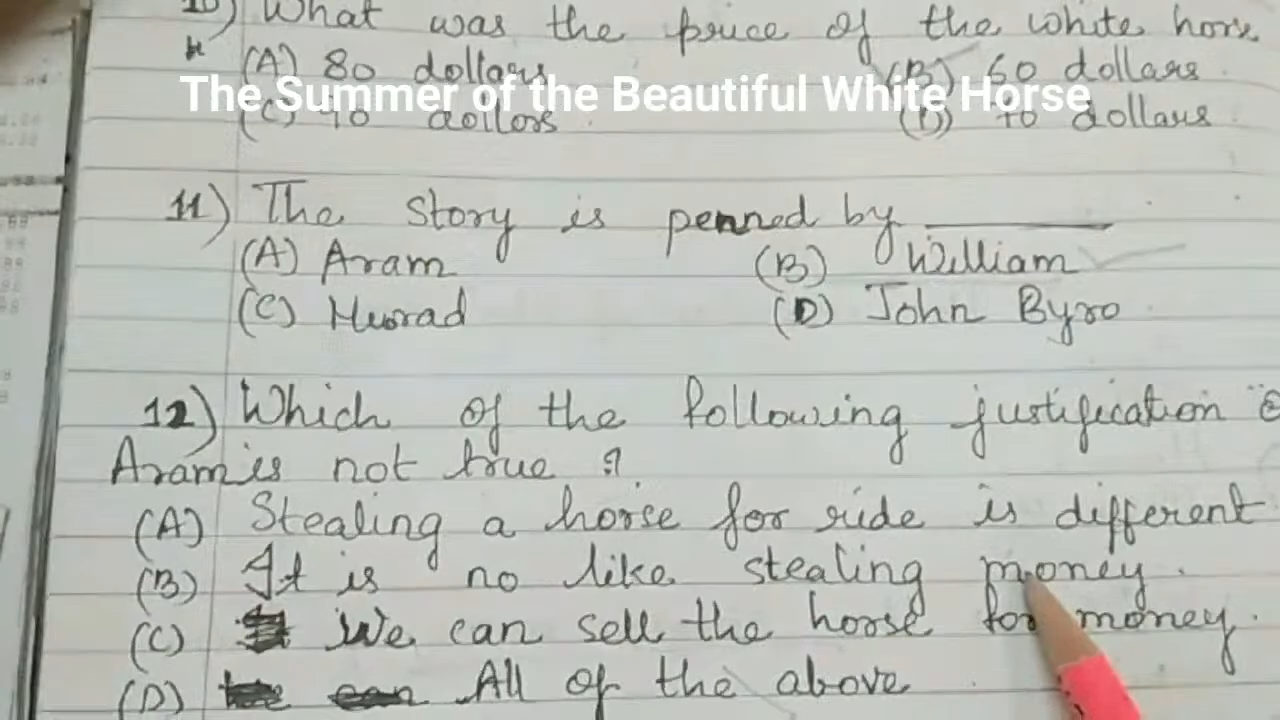 10) What was the price of the white horse
(A) 80 dollars (B) 60 dollars
The Summer of the Beautiful White Horse
(C) 40 dollors (D) 70 dollars
11) The story is penned by ________
(A) Aram (B) William
(C) Murad (D) John Byro
12) Which of the following justification
Aram is not true ?
(A) Stealing a horse for ride is different
(B) It is no like stealing money.
(C) We can sell the horse for money.
(D) All of the above